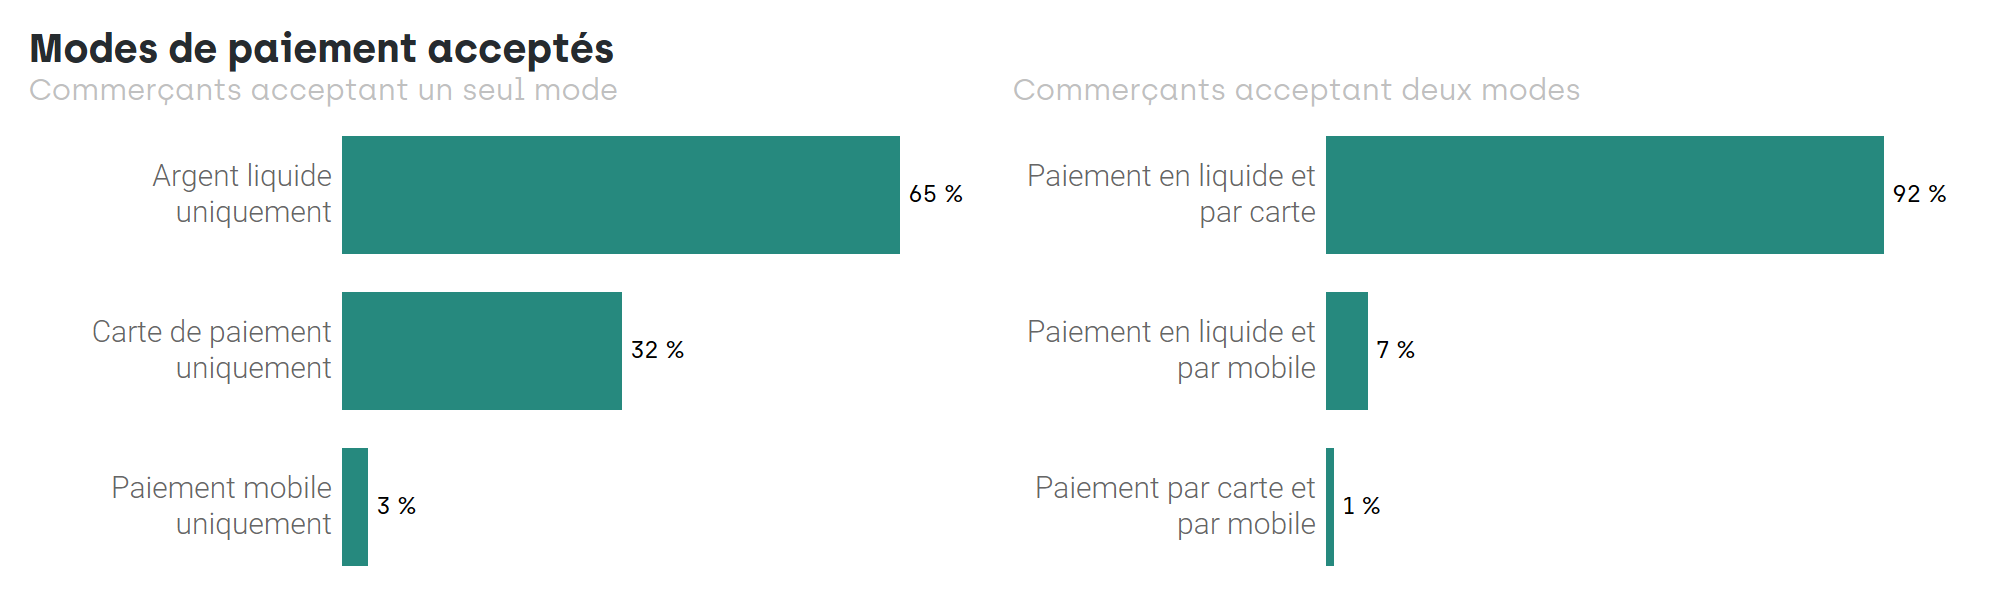 Modes de paiement acceptés
Commerçants acceptant un seul mode
Argent liquide
uniquement
65 %
Carte de paiement
uniquement
32 %
Paiement mobile
uniquement
3 %
Commerçants acceptant deux modes
Paiement en liquide et
par carte
92 %
Paiement en liquide et
par mobile
7 %
Paiement par carte et
par mobile
1 %